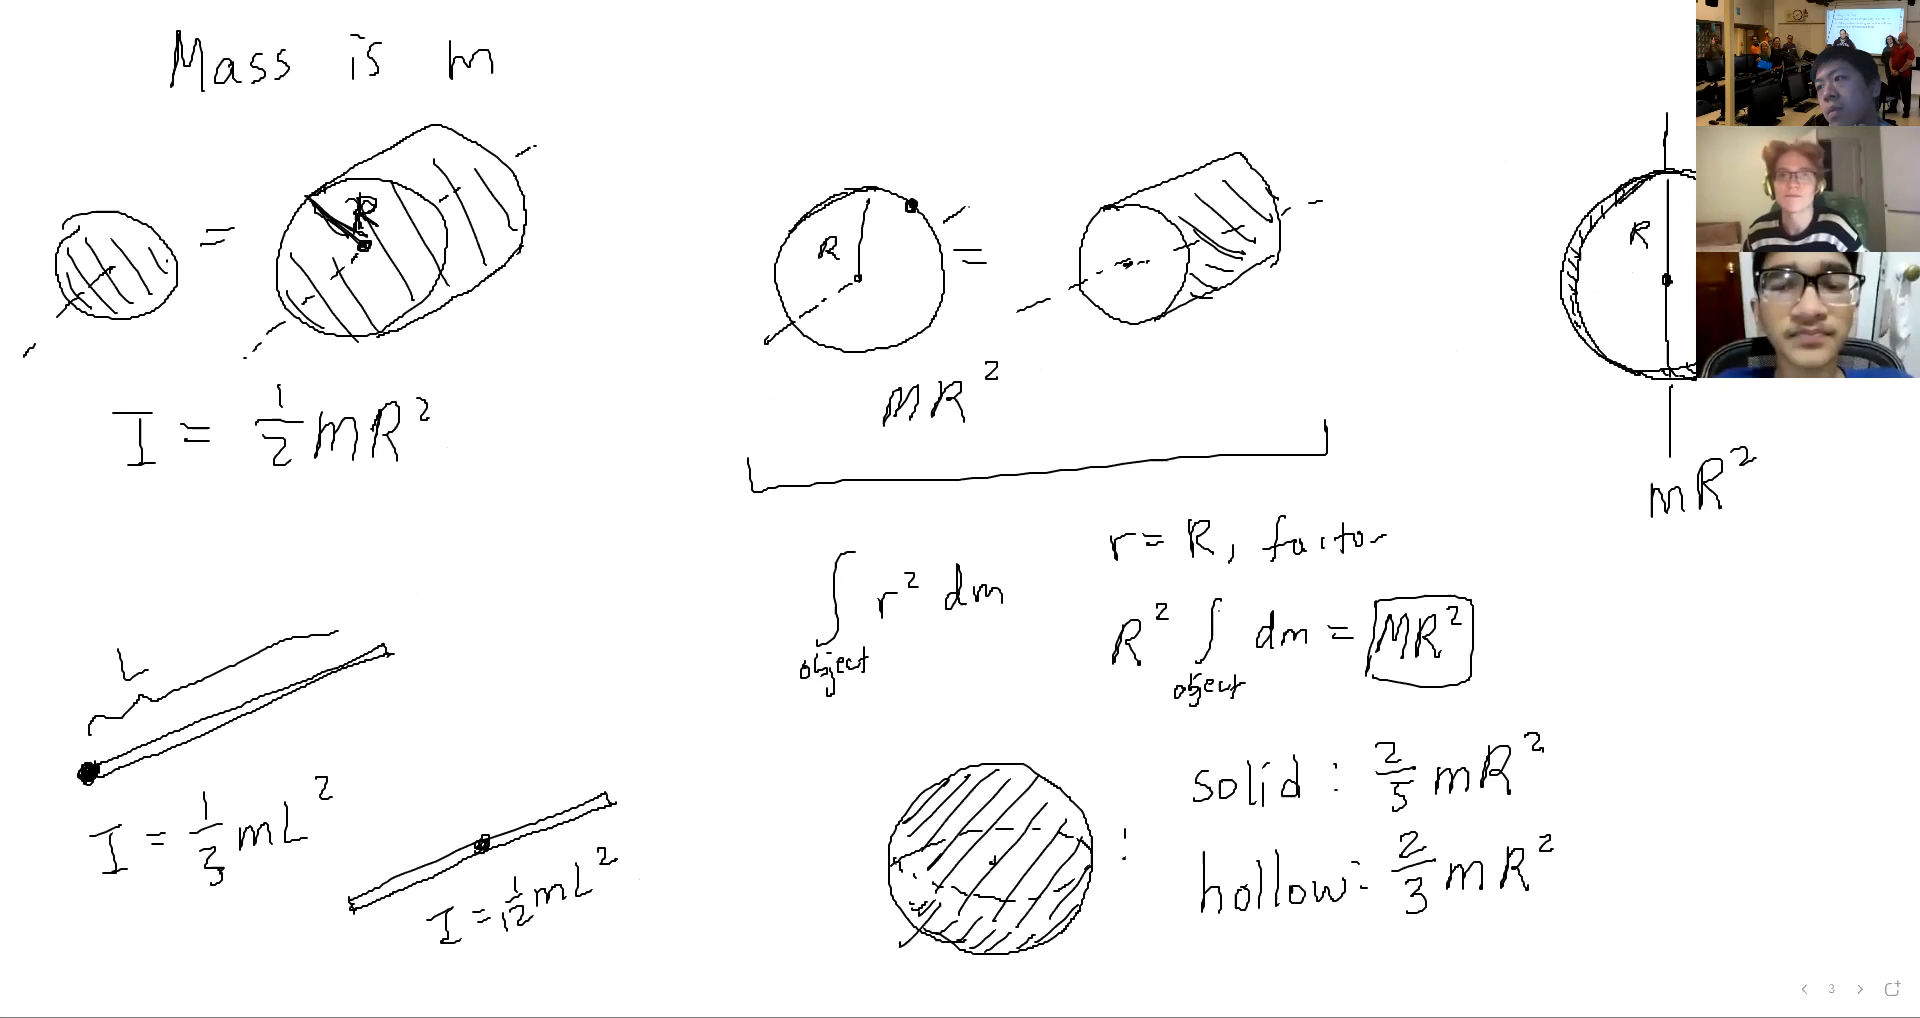 Mass is m
R
I = 1/2 mR²
=
R
=
MR²
R
mR²
∫ r² dm
object
r = R, factor
R² ∫ dm = MR²
object
L
I = 1/3 mL²
I = 1/12 mL²
:
solid : 2/5 mR²
hollow: 2/3 mR²
3